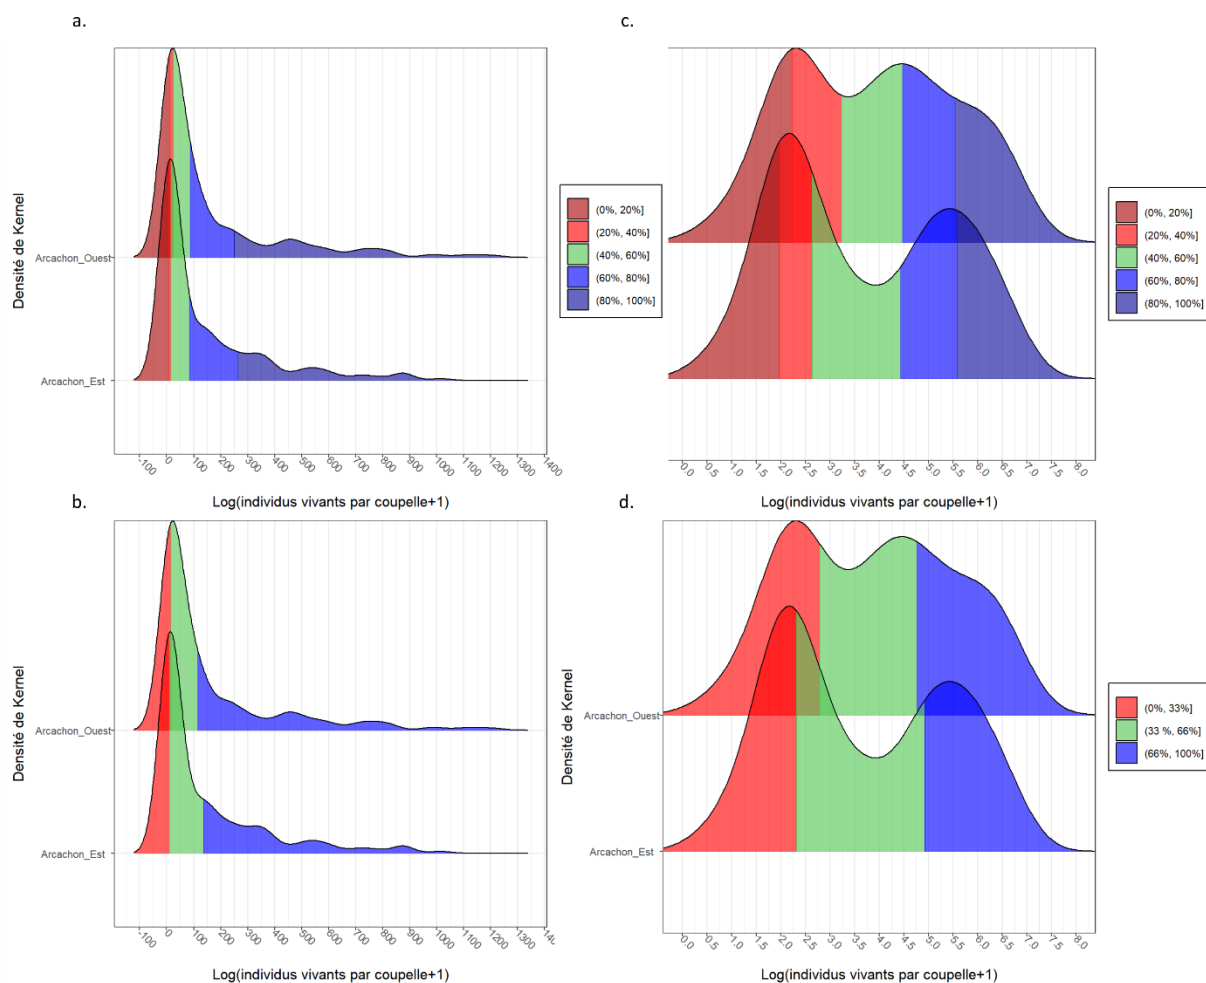 a.
Densité de Kernel
Arcachon_Ouest
Arcachon_Est
-100 0 100 200 300 400 500 600 700 800 900 1000 1100 1200 1300 1400
Log(individus vivants par coupelle+1)
(0%, 20%]
(20%, 40%]
(40%, 60%]
(60%, 80%]
(80%, 100%]
c.
0.0 0.5 1.0 1.5 2.0 2.5 3.0 3.5 4.0 4.5 5.0 5.5 6.0 6.5 7.0 7.5 8.0
Log(individus vivants par coupelle+1)
(0%, 20%]
(20%, 40%]
(40%, 60%]
(60%, 80%]
(80%, 100%]
b.
Densité de Kernel
Arcachon_Ouest
Arcachon_Est
-100 0 100 200 300 400 500 600 700 800 900 1000 1100 1200 1300
Log(individus vivants par coupelle+1)
d.
Densité de Kernel
Arcachon_Ouest
Arcachon_Est
0.0 0.5 1.0 1.5 2.0 2.5 3.0 3.5 4.0 4.5 5.0 5.5 6.0 6.5 7.0 7.5 8.0
Log(individus vivants par coupelle+1)
(0%, 33%]
(33 %, 66%]
(66%, 100%]